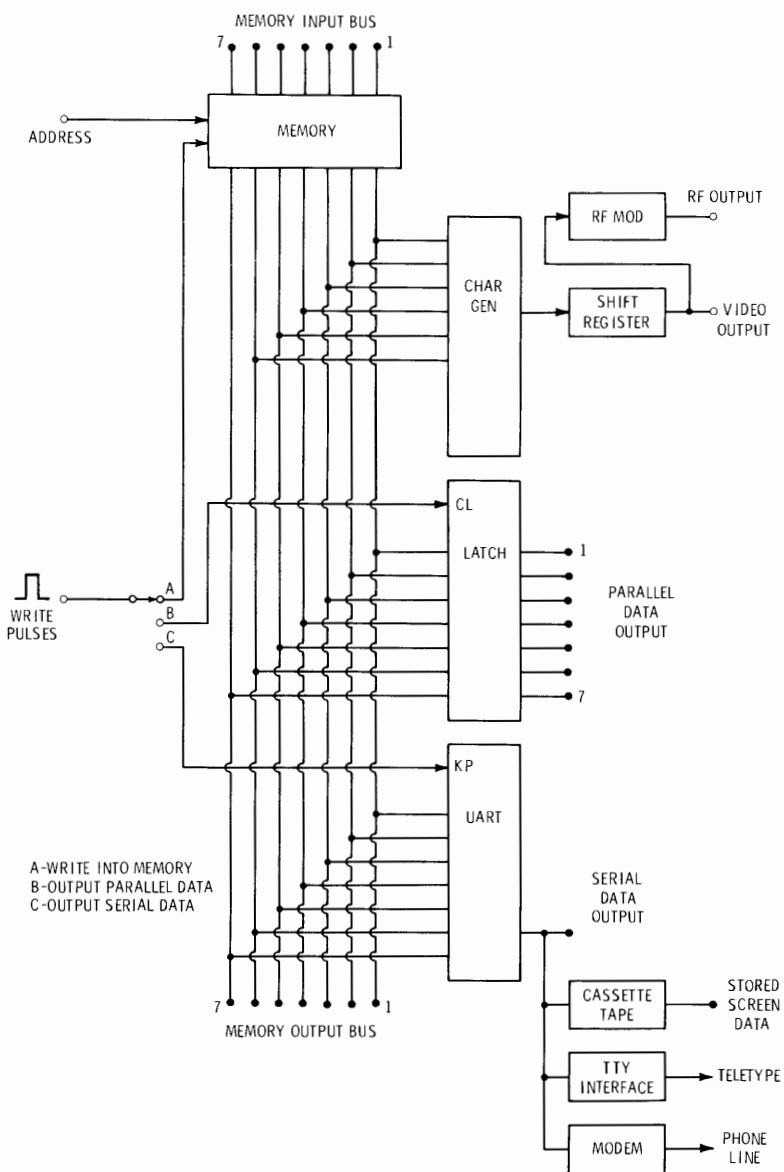 MEMORY INPUT BUS
7
1
MEMORY
ADDRESS
RF MOD
RF OUTPUT
CHAR
GEN
SHIFT
REGISTER
VIDEO
OUTPUT
CL
LATCH
1
PARALLEL
DATA
OUTPUT
7
WRITE
PULSES
A
B
C
KP
UART
A-WRITE INTO MEMORY
B-OUTPUT PARALLEL DATA
C-OUTPUT SERIAL DATA
SERIAL
DATA
OUTPUT
7
1
MEMORY OUTPUT BUS
CASSETTE
TAPE
STORED
SCREEN
DATA
TTY
INTERFACE
TELETYPE
MODEM
PHONE
LINE